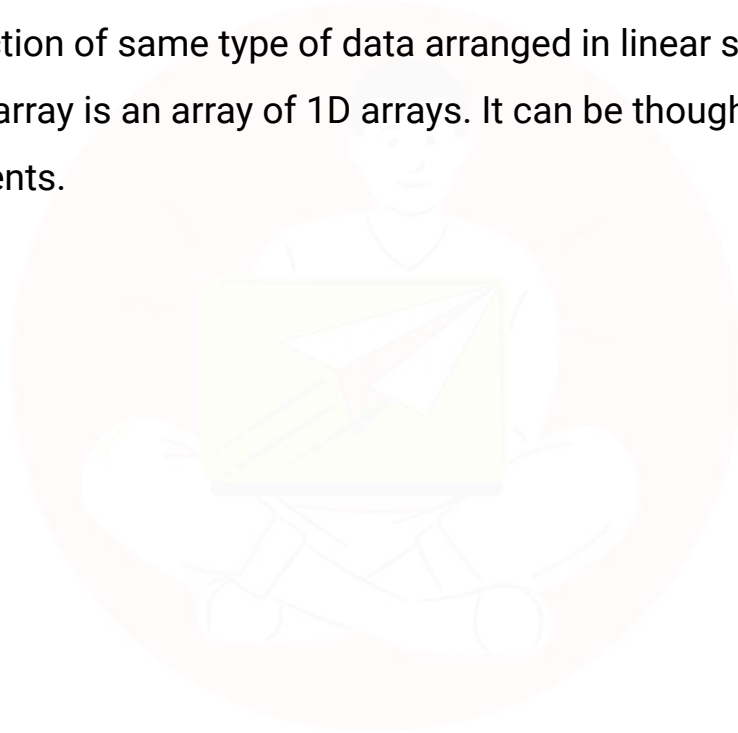 tion of same type of data arranged in linear s
array is an array of 1D arrays. It can be though
ents.